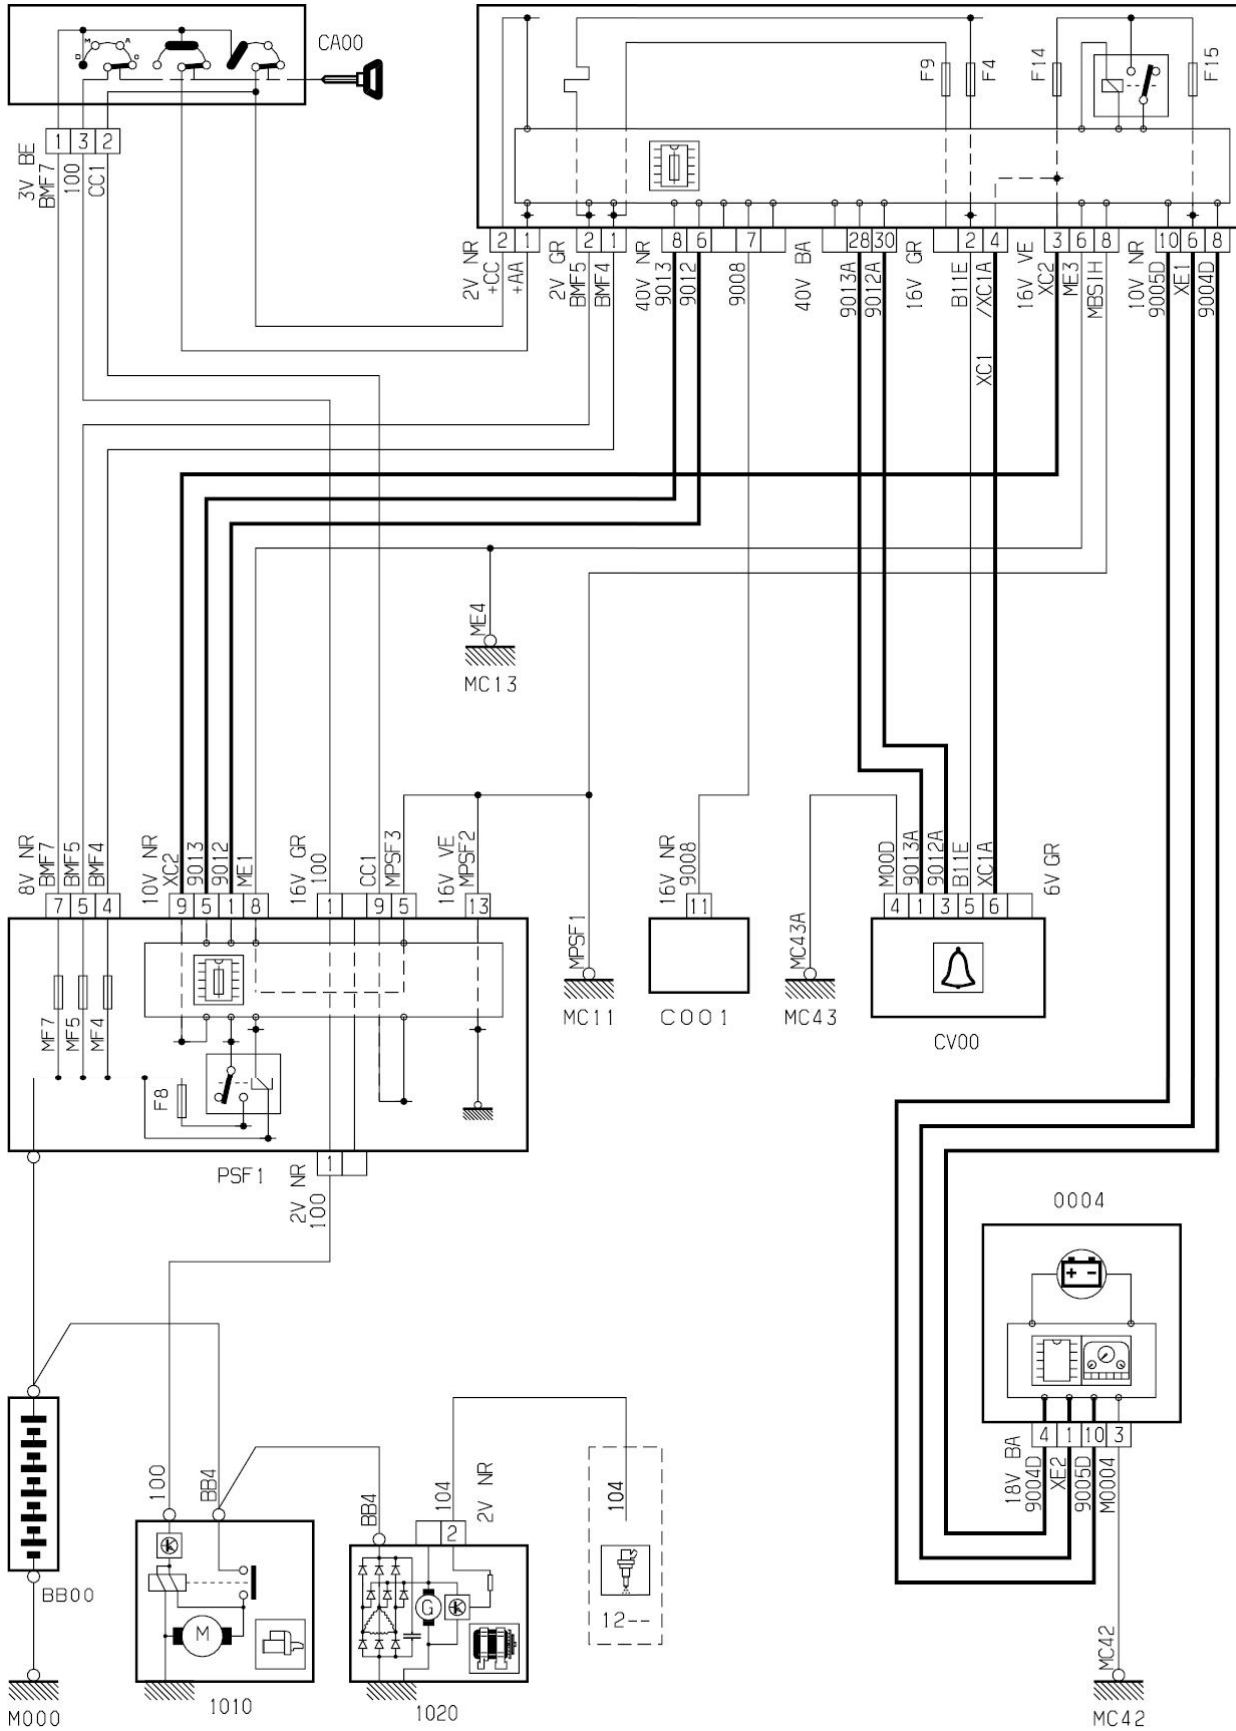 CA00
M
A
D
D
F9
F4
F14
F15
1 3 2
3V BE
BMF7
100
CC1
2 1
2 1
8 6 7
28 30
2 4
3 6 8
10 6 8
2V NR
+CC
+AA
2V GR
BMF5
BMF4
40V NR
9013
9012
9008
40V BA
9013A
9012A
16V GR
B11E
/XC1A
XC1
16V VE
XC2
ME3
MBSIH
10V NR
9005D
XE1
9004D
ME4
MC13
8V NR
BMF7
BMF5
BMF4
10V NR
XC2
9013
9012
ME1
16V GR
100
CC1
MPSF3
16V VE
MPSF2
16V NR
9008
M00D
9013A
9012A
B11E
XC1A
6V GR
7 5 4
9 5 1 8
1 9 5
13
11
4 1 3 5 6
MF7
MF5
MF4
F8
MPSF1
MC11
C001
MC43A
MC43
CV00
PSF1
1
2V NR
100
0004
+ -
4 1 10 3
18V BA
9004D
XE2
9005D
M0004
100
BB4
BB4
104
2V NR
2
104
12--
BB00
K
M
G
K
M000
1010
1020
MC42
MC42